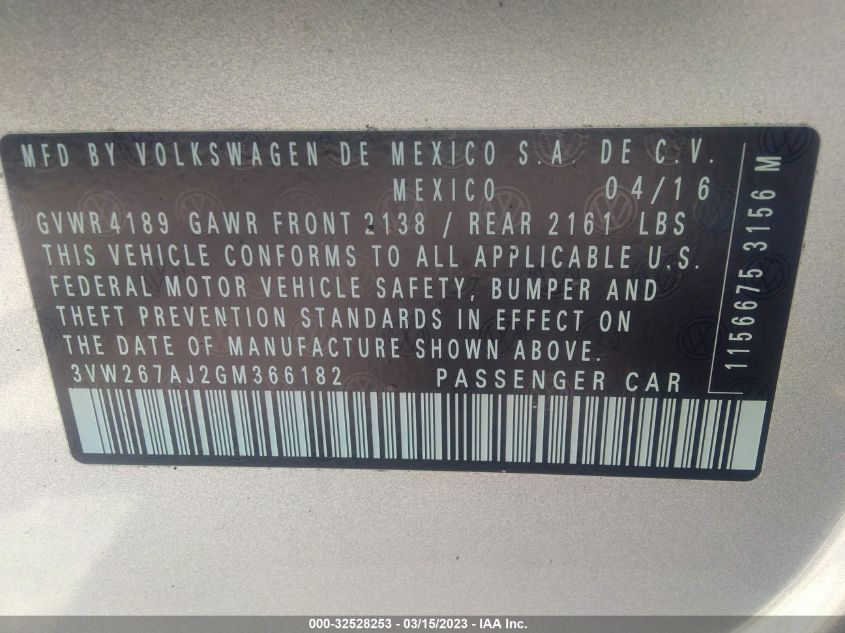 MFD BY VOLKSWAGEN DE MEXICO S.A. DE C.V.
MEXICO 04/16
GVWR 4189 GAWR FRONT 2138 / REAR 2161 LBS
THIS VEHICLE CONFORMS TO ALL APPLICABLE U.S.
FEDERAL MOTOR VEHICLE SAFETY, BUMPER AND
THEFT PREVENTION STANDARDS IN EFFECT ON
THE DATE OF MANUFACTURE SHOWN ABOVE.
3VW267AJ2GM366182 PASSENGER CAR
1156675 3156 M
000-32528253 - 03/15/2023 - IAA Inc.